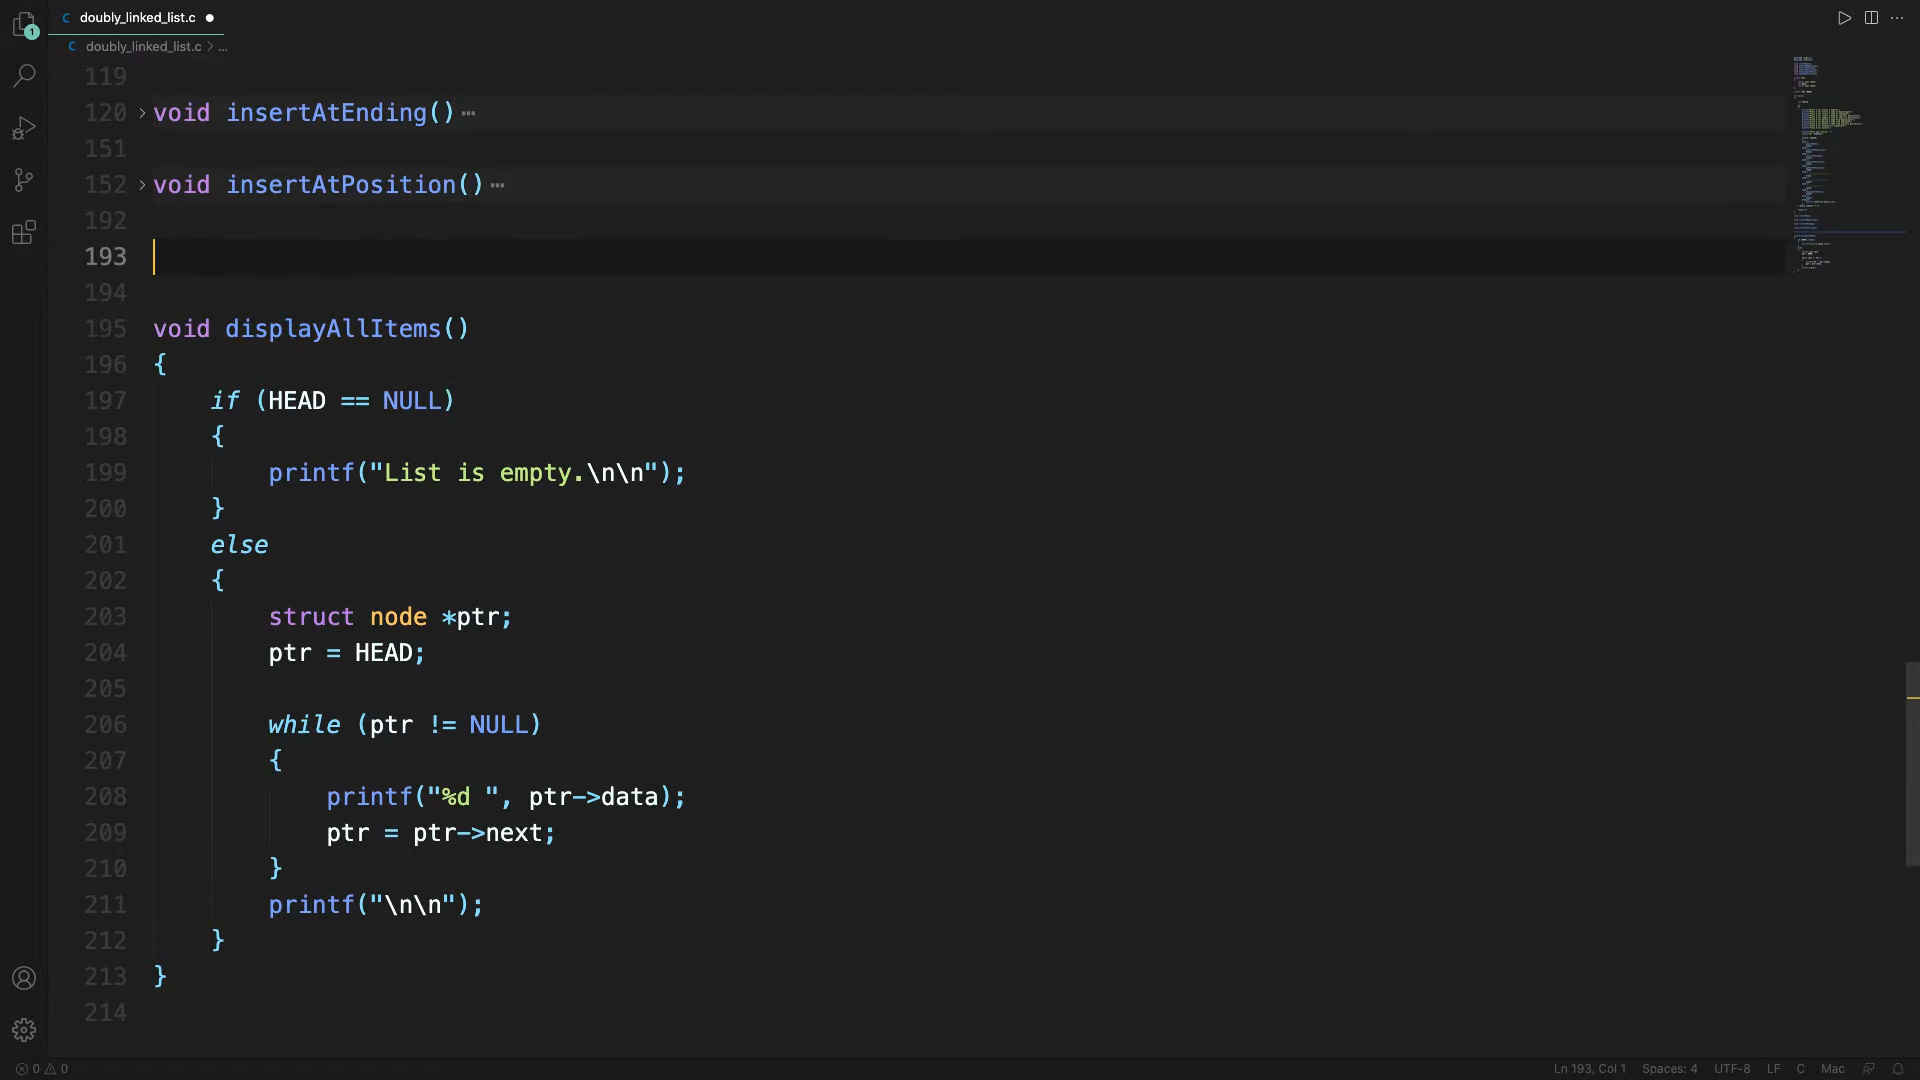 doubly_linked_list.c
1
doubly_linked_list.c > ...
119
120 void insertAtEnding() ...
151
152 void insertAtPosition() ...
192
193
194
195 void displayAllItems()
196 {
197 if (HEAD == NULL)
198 {
199 printf("List is empty.\n\n");
200 }
201 else
202 {
203 struct node *ptr;
204 ptr = HEAD;
205
206 while (ptr != NULL)
207 {
208 printf("%d ", ptr->data);
209 ptr = ptr->next;
210 }
211 printf("\n\n");
212 }
213 }
214
0 0 Ln 193, Col 1 Spaces: 4 UTF-8 LF C Mac